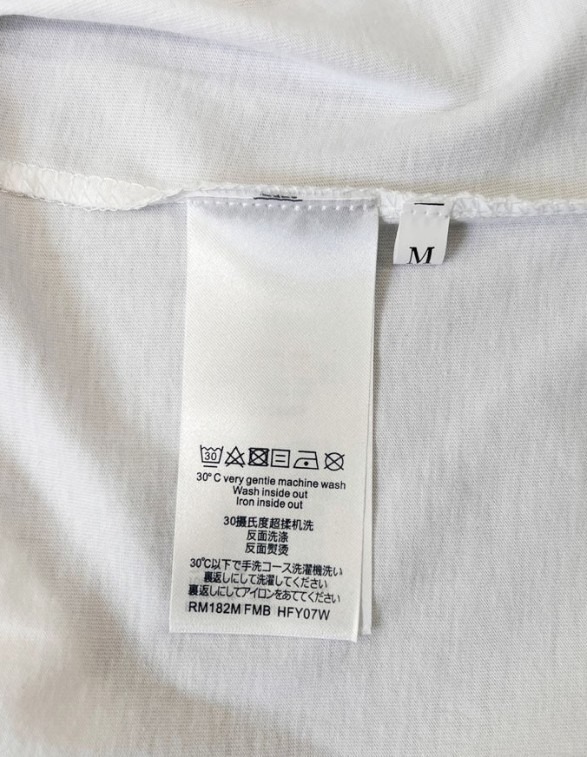 M
30
30° C very gentle machine wash
Wash inside out
Iron inside out
30摄氏度超柔机洗
反面洗涤
反面熨烫
30℃以下で手洗コース洗濯機洗い
裏返しにして洗濯してください
裏返しにしてアイロンをあててください
RM182M FMB HFY07W